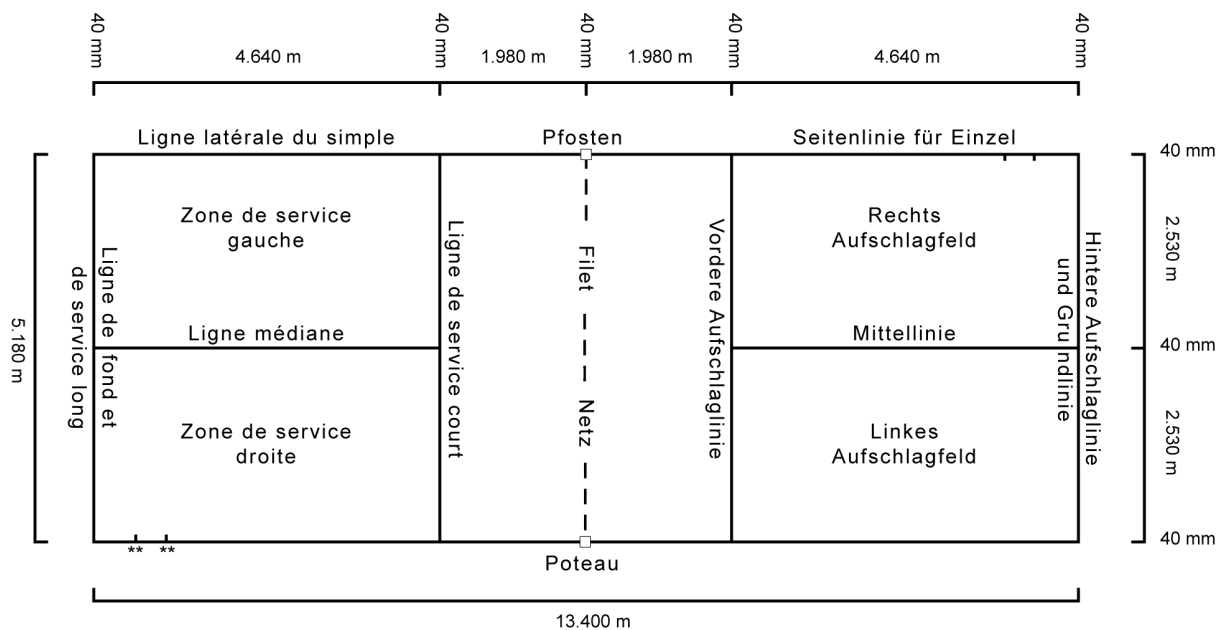 40 mm
40 mm
40 mm
40 mm
40 mm
4.640 m
1.980 m
1.980 m
4.640 m
Ligne latérale du simple
Pfosten
Seitenlinie für Einzel
40 mm
Zone de service
gauche
Rechts
Aufschlagfeld
2.530 m
Ligne de fond et
de service long
Ligne de service court
Filet
Netz
Vordere Aufschlaglinie
Hintere Aufschlaglinie
und Grundlinie
5.180 m
Ligne médiane
Mittellinie
40 mm
Zone de service
droite
Linkes
Aufschlagfeld
2.530 m
** **
40 mm
Poteau
13.400 m